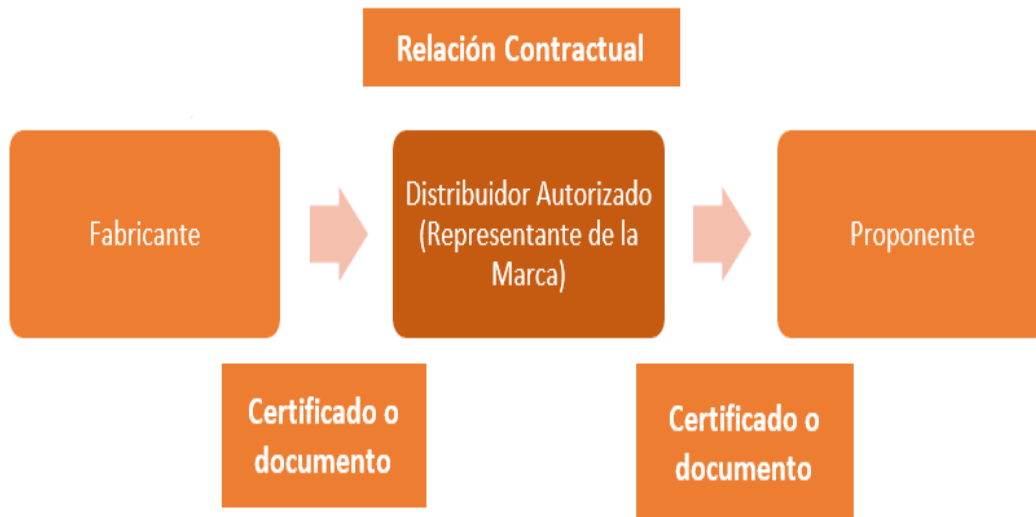 Relación Contractual
Fabricante
Distribuidor Autorizado
(Representante de la
Marca)
Proponente
Certificado o
documento
Certificado o
documento